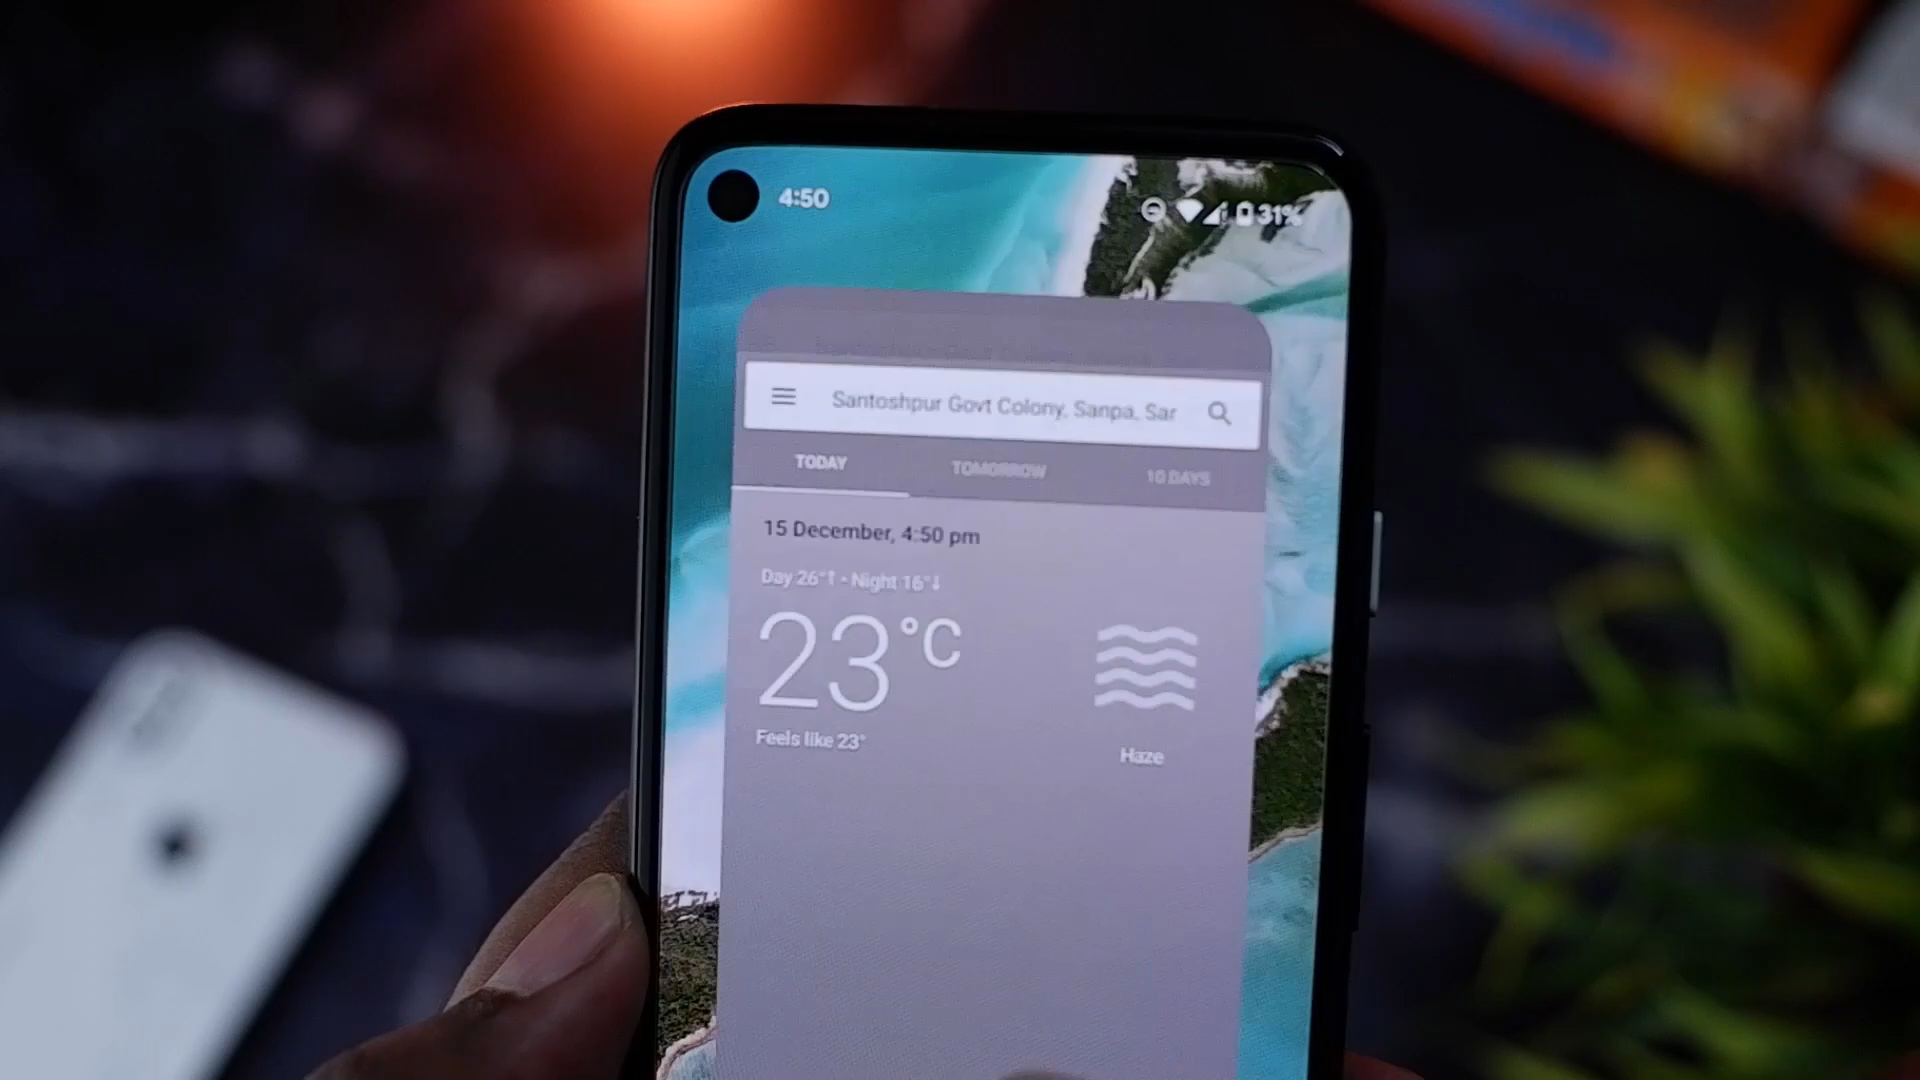 4:50
31%
Santoshpur Govt Colony, Sanpa, Sar
TODAY TOMORROW 10 DAYS
15 December, 4:50 pm
Day 26°↑ • Night 16°↓
23°C
Feels like 23°
Haze